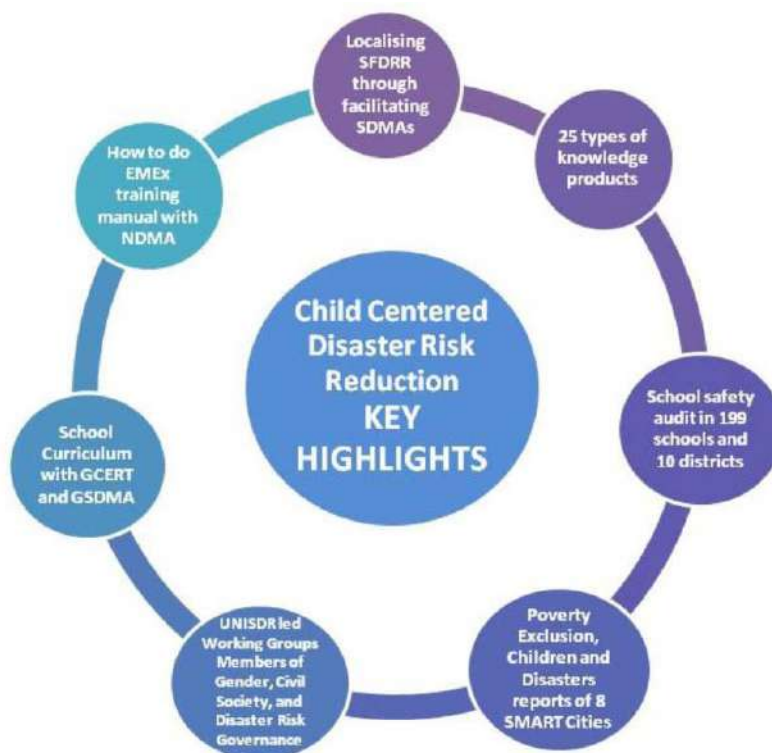 Localising
SFDRR
through
facilitating
SDMAs
25 types of
knowledge
products
School safety
audit in 199
schools and
10 districts
Poverty
Exclusion,
Children and
Disasters
reports of 8
SMART Cities
UNISDR led
Working Groups
Members of
Gender, Civil
Society, and
Disaster Risk
Governance
School
Curriculum
with GCERT
and GSDMA
How to do
EMEx
training
manual with
NDMA
Child Centered
Disaster Risk
Reduction
KEY
HIGHLIGHTS